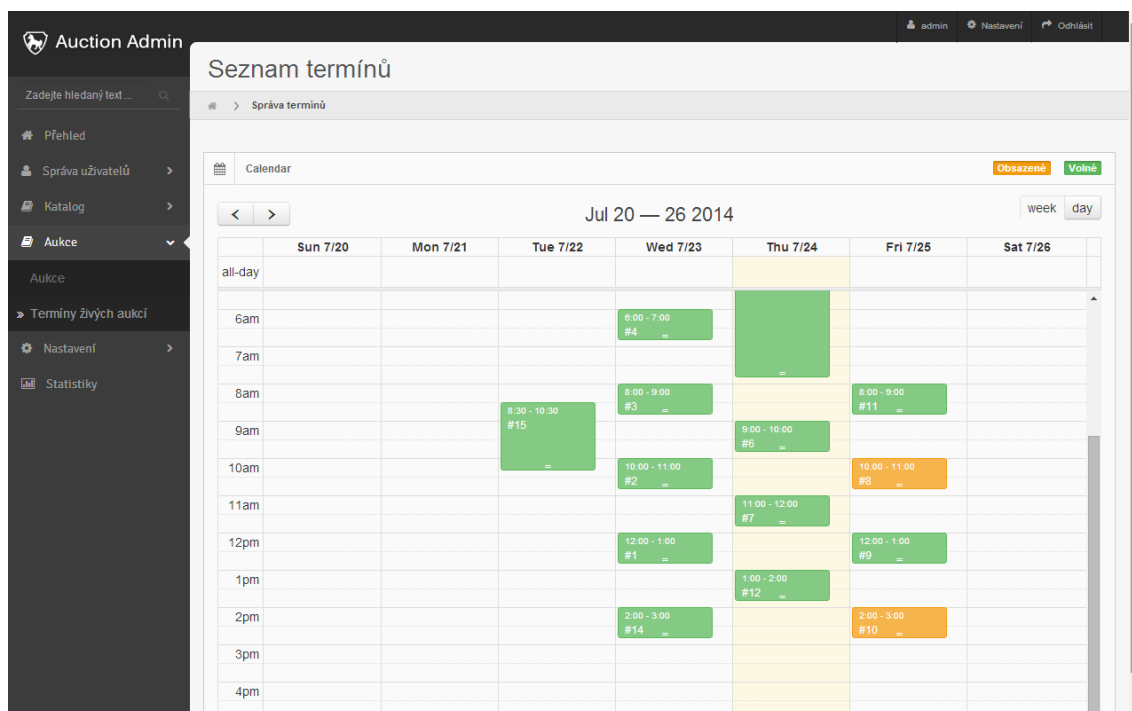 Auction Admin
admin
Nastavení
Odhlásit
Seznam termínů
Zadejte hledaný text ...
Správa termínů
Přehled
Správa uživatelů
Katalog
Aukce
Aukce
Termíny živých aukcí
Nastavení
Statistiky
Calendar
Obsazené
Volné
Jul 20 — 26 2014
week
day
Sun 7/20
Mon 7/21
Tue 7/22
Wed 7/23
Thu 7/24
Fri 7/25
Sat 7/26
all-day
6am
6:00 - 7:00
#4
7am
8am
8:00 - 9:00
#3
8:00 - 9:00
#11
8:30 - 10:30
#15
9am
9:00 - 10:00
#6
10am
10:00 - 11:00
#2
10:00 - 11:00
#8
11am
11:00 - 12:00
#7
12pm
12:00 - 1:00
#1
12:00 - 1:00
#9
1pm
1:00 - 2:00
#12
2pm
2:00 - 3:00
#14
2:00 - 3:00
#10
3pm
4pm